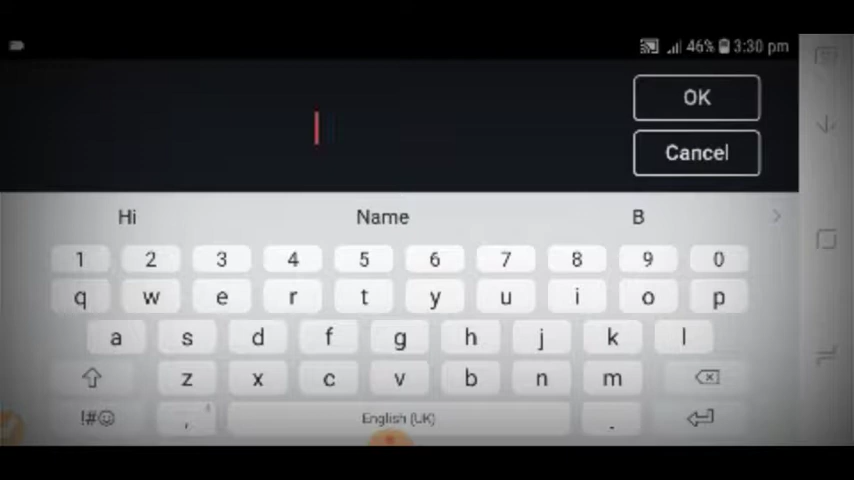 46% 3:30 pm
OK
Cancel
Hi Name B
1 2 3 4 5 6 7 8 9 0
q w e r t y u i o p
a s d f g h j k l
z x c v b n m
!#☺ , English (UK) .